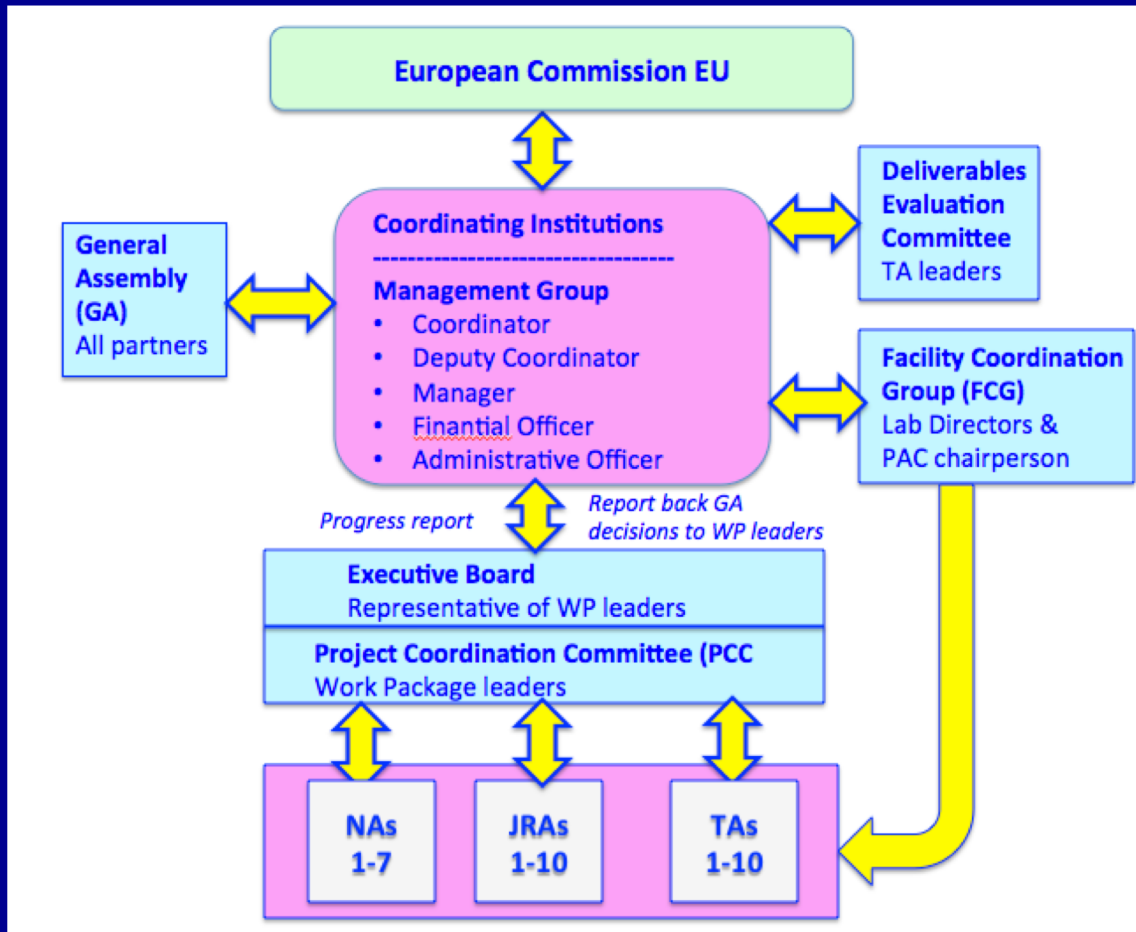 European Commission EU
Deliverables
Evaluation
Committee
TA leaders
General
Assembly
(GA)
All partners
Coordinating Institutions
-----------------------------------
Management Group
• Coordinator
• Deputy Coordinator
• Manager
• Finantial Officer
• Administrative Officer
Facility Coordination
Group (FCG)
Lab Directors &
PAC chairperson
Progress report
Report back GA
decisions to WP leaders
Executive Board
Representative of WP leaders
Project Coordination Committee (PCC
Work Package leaders
NAs
1-7
JRAs
1-10
TAs
1-10